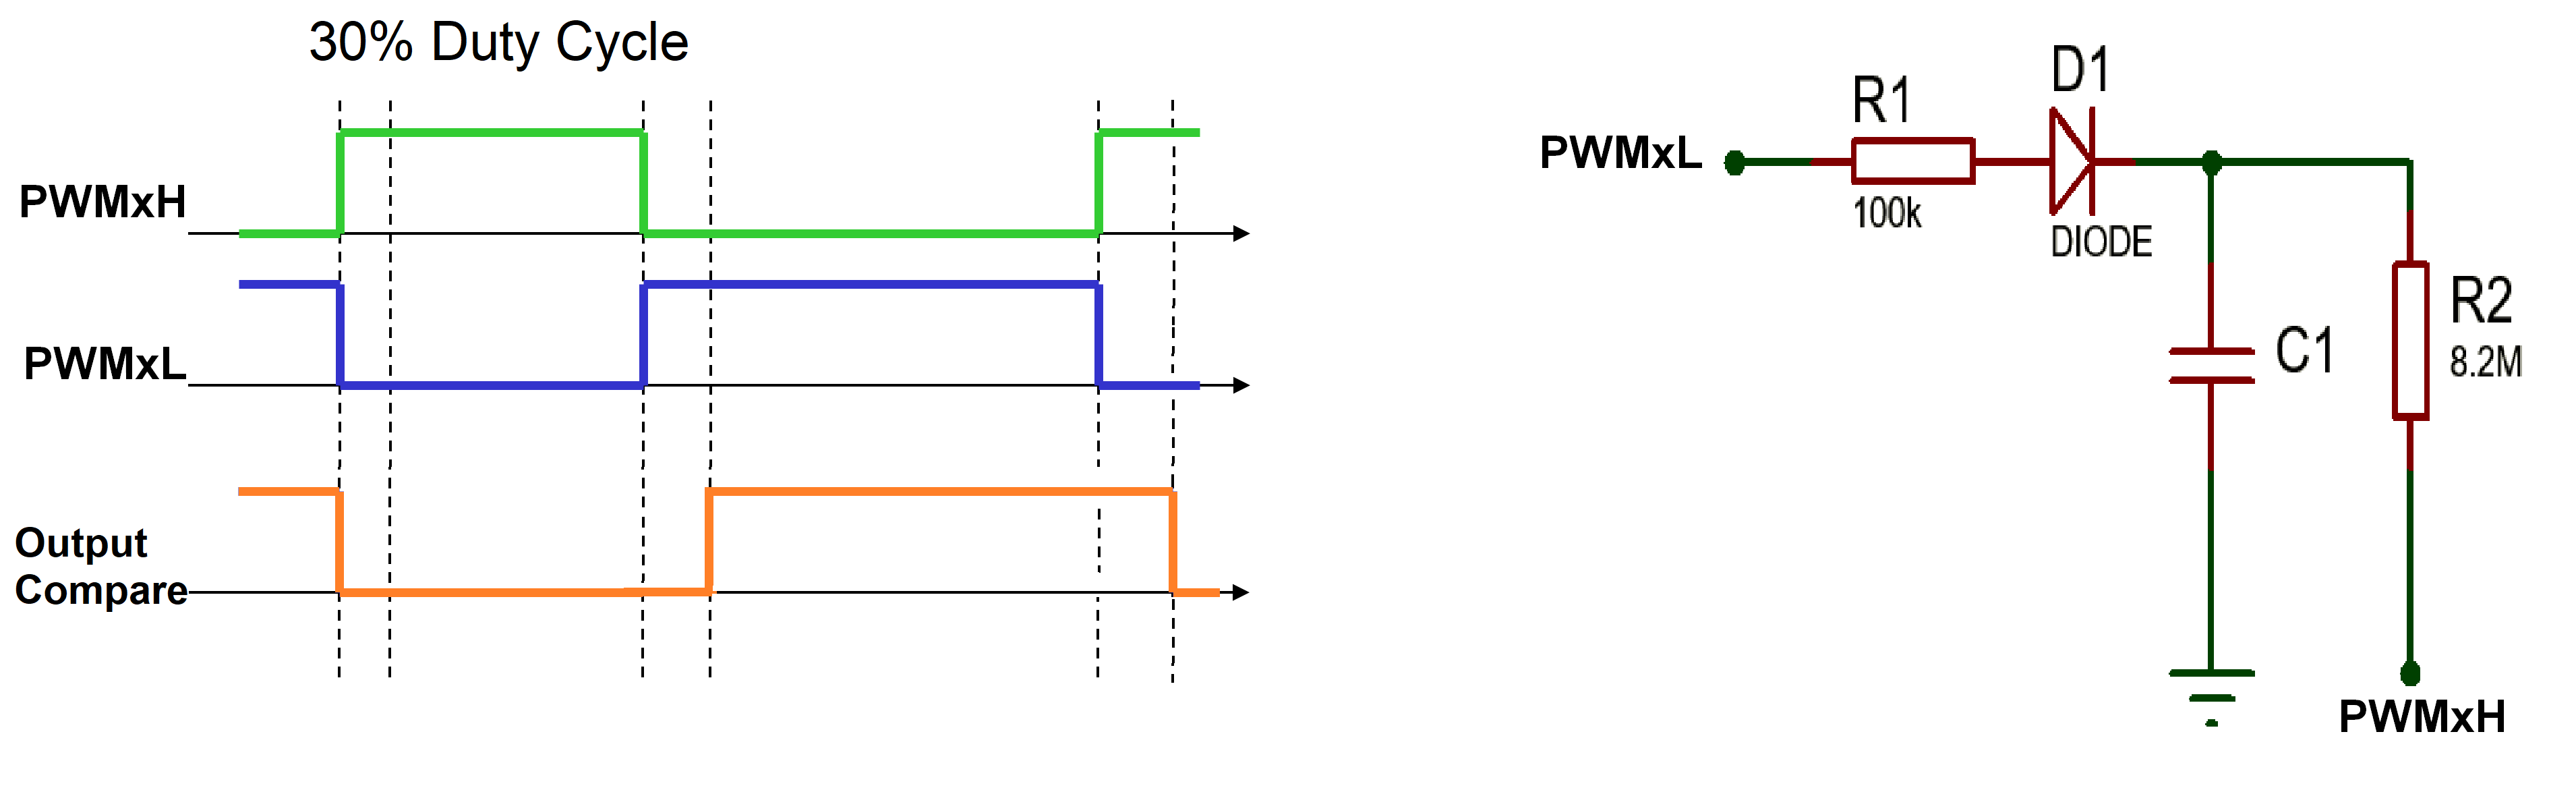 30% Duty Cycle
PWMxH
PWMxL
Output
Compare
PWMxL
R1
100k
D1
DIODE
C1
R2
8.2M
PWMxH